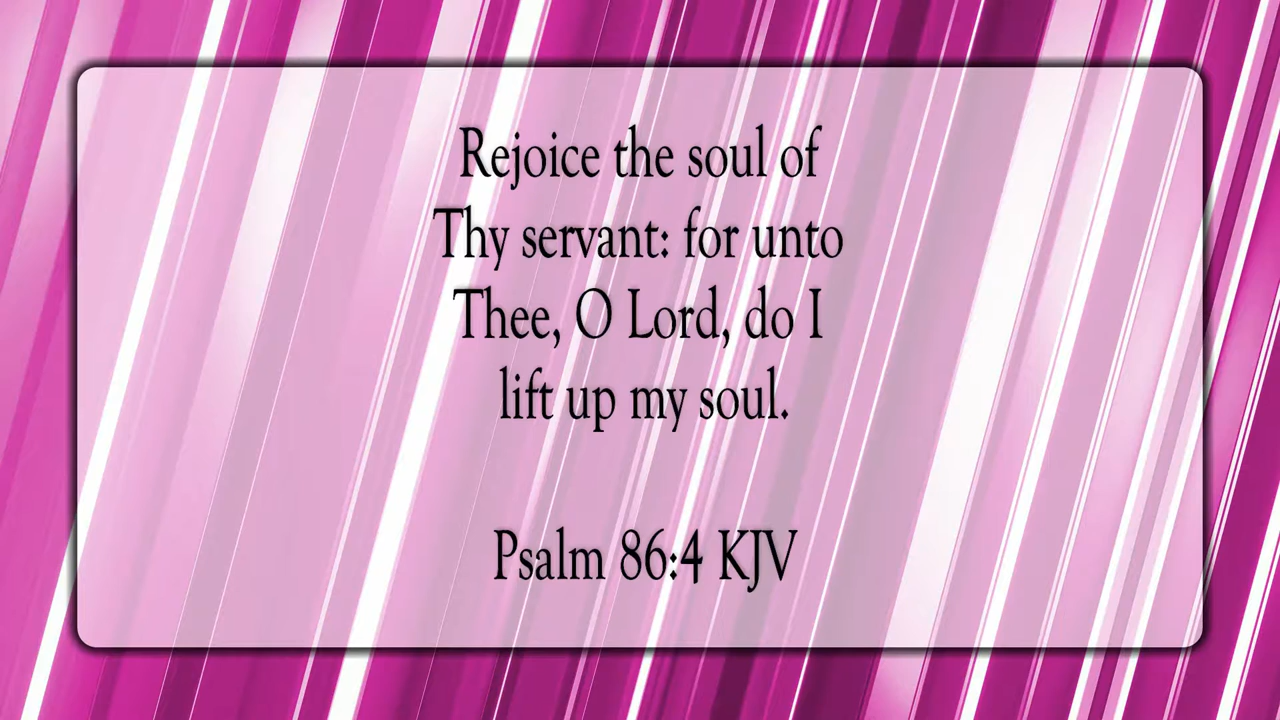 Rejoice the soul of
Thy servant: for unto
Thee, O Lord, do I
lift up my soul.
Psalm 86:4 KJV